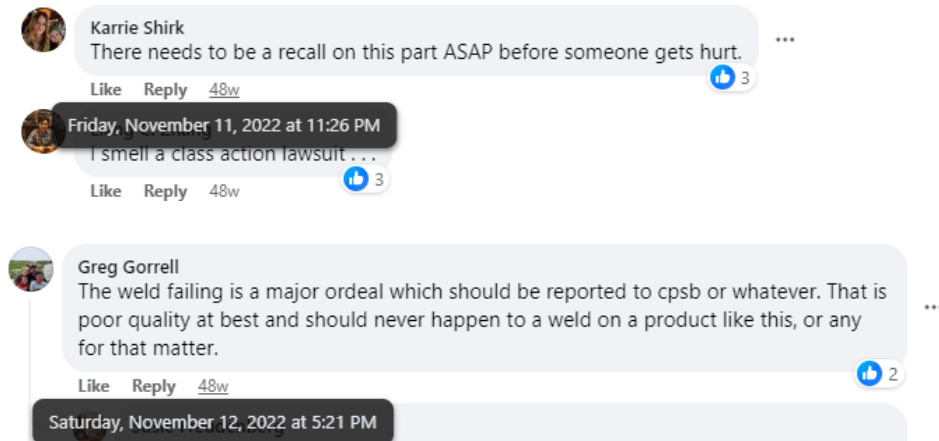 Karrie Shirk
There needs to be a recall on this part ASAP before someone gets hurt.
3
Like Reply 48w
Friday, November 11, 2022 at 11:26 PM
I smell a class action lawsuit . . .
3
Like Reply 48w
Greg Gorrell
The weld failing is a major ordeal which should be reported to cpsb or whatever. That is
poor quality at best and should never happen to a weld on a product like this, or any
for that matter.
2
Like Reply 48w
Saturday, November 12, 2022 at 5:21 PM